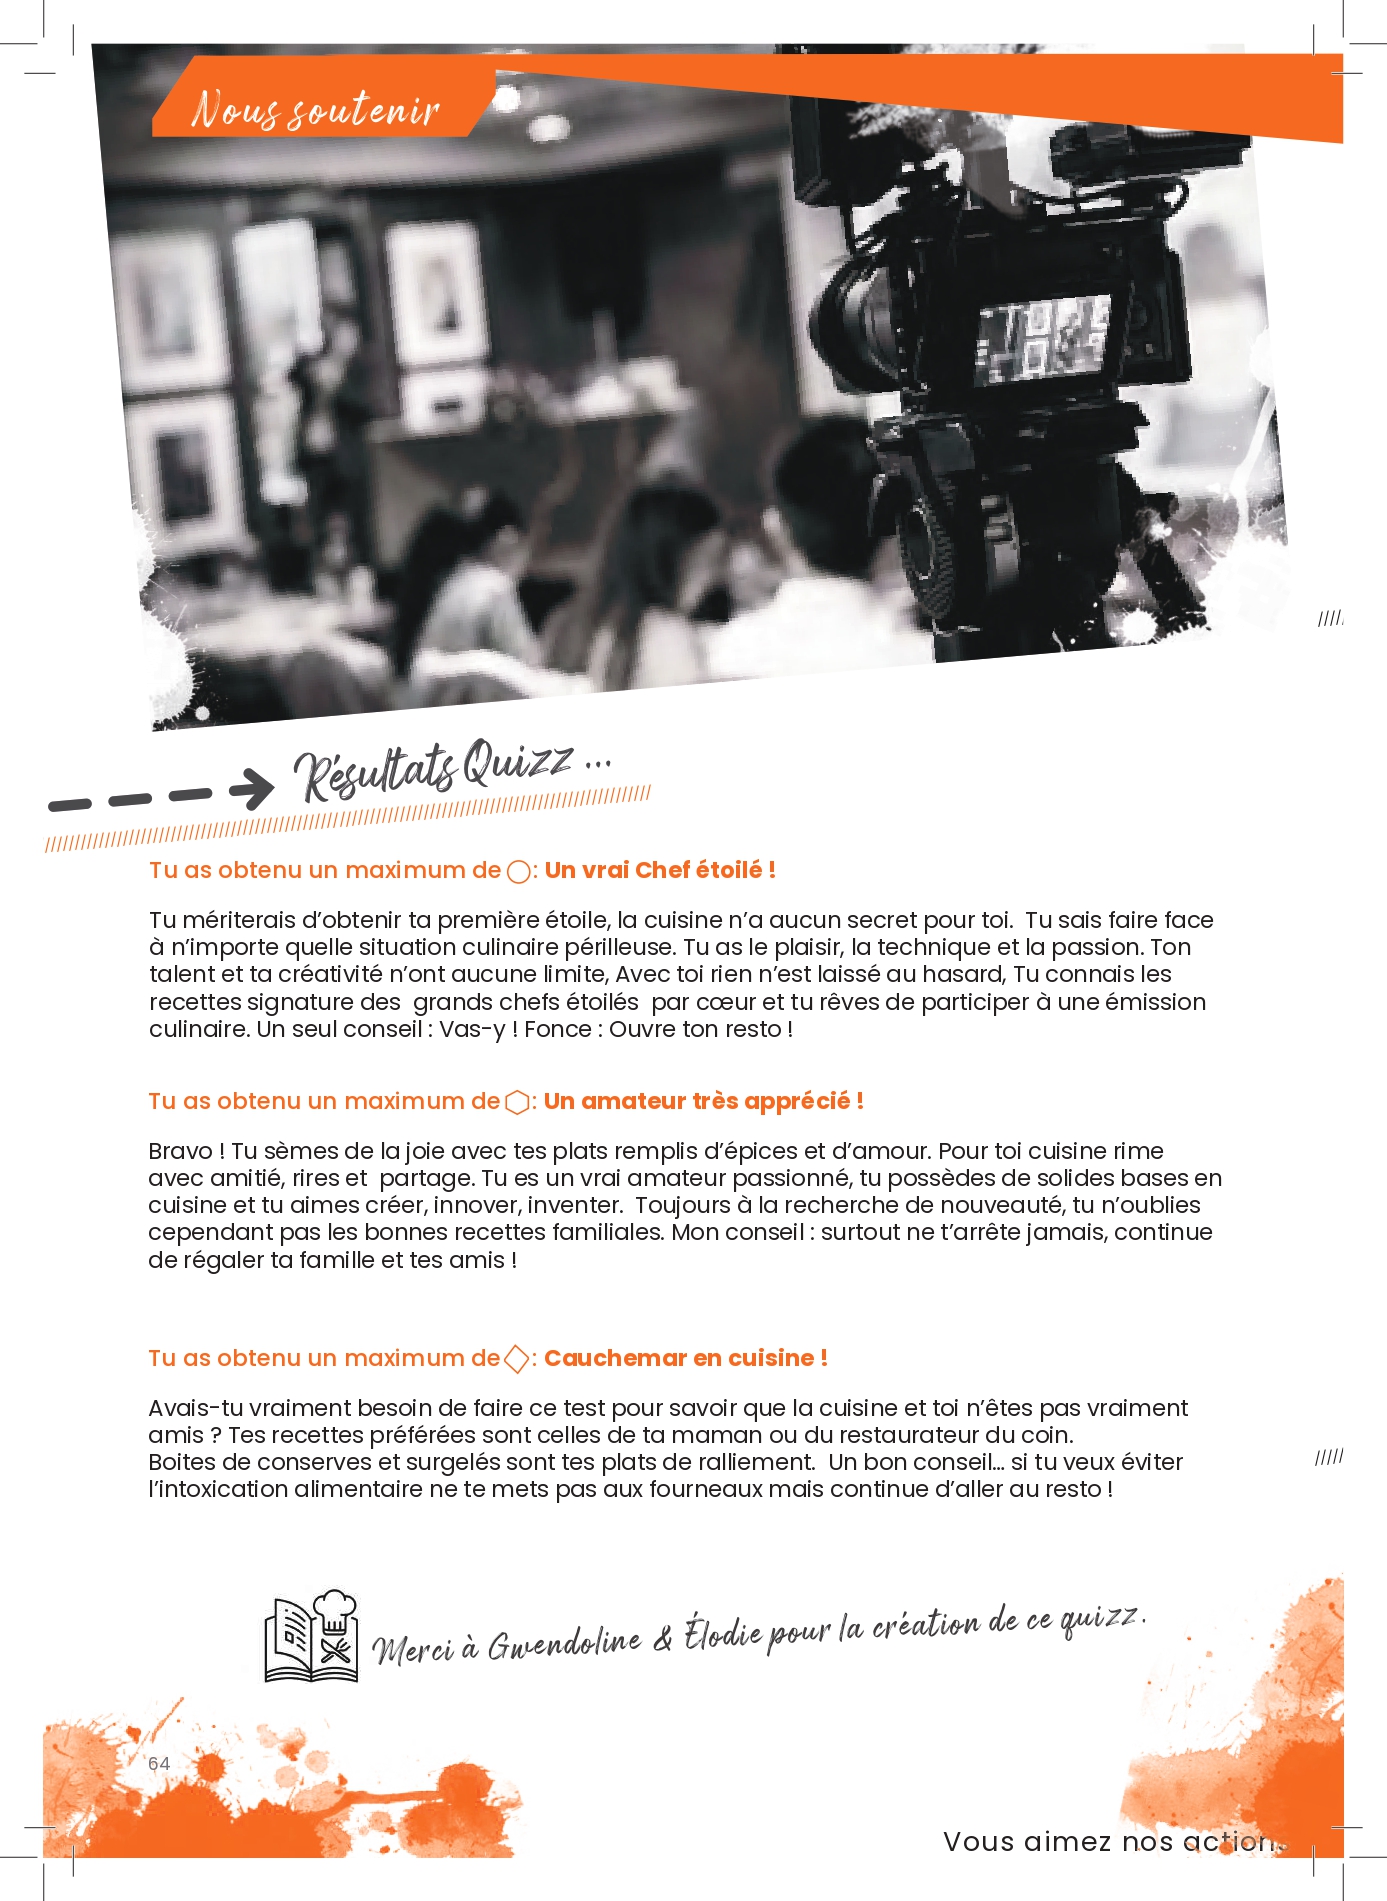 Nous soutenir
Résultats Quizz ...
Tu as obtenu un maximum de : Un vrai Chef étoilé !
Tu mériterais d’obtenir ta première étoile, la cuisine n’a aucun secret pour toi.  Tu sais faire face
à n’importe quelle situation culinaire périlleuse. Tu as le plaisir, la technique et la passion. Ton
talent et ta créativité n’ont aucune limite, Avec toi rien n’est laissé au hasard, Tu connais les
recettes signature des  grands chefs étoilés  par cœur et tu rêves de participer à une émission
culinaire. Un seul conseil : Vas-y ! Fonce : Ouvre ton resto !
Tu as obtenu un maximum de : Un amateur très apprécié !
Bravo ! Tu sèmes de la joie avec tes plats remplis d’épices et d’amour. Pour toi cuisine rime
avec amitié, rires et  partage. Tu es un vrai amateur passionné, tu possèdes de solides bases en
cuisine et tu aimes créer, innover, inventer.  Toujours à la recherche de nouveauté, tu n’oublies
cependant pas les bonnes recettes familiales. Mon conseil : surtout ne t’arrête jamais, continue
de régaler ta famille et tes amis !
Tu as obtenu un maximum de : Cauchemar en cuisine !
Avais-tu vraiment besoin de faire ce test pour savoir que la cuisine et toi n’êtes pas vraiment
amis ? Tes recettes préférées sont celles de ta maman ou du restaurateur du coin.
Boites de conserves et surgelés sont tes plats de ralliement.  Un bon conseil... si tu veux éviter
l’intoxication alimentaire ne te mets pas aux fourneaux mais continue d’aller au resto !
Merci à Gwendoline & Élodie pour la création de ce quizz.
64
Vous aimez nos actions